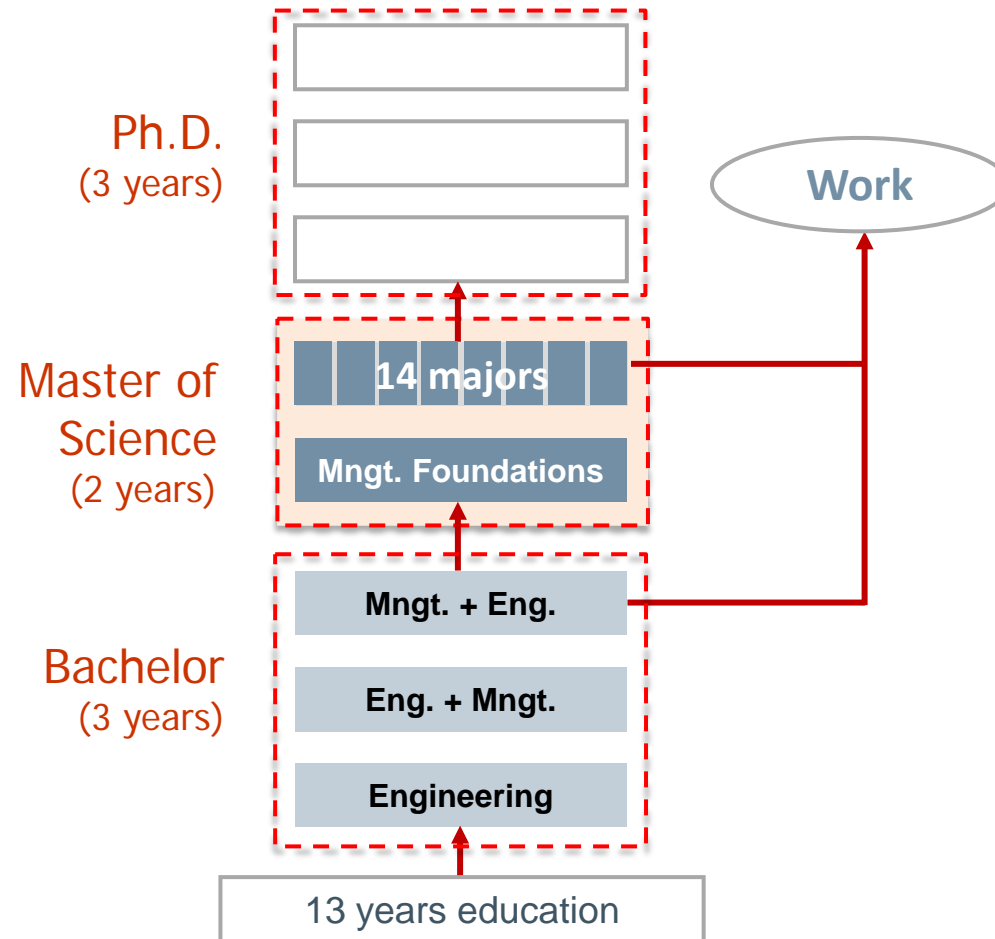 Ph.D.
(3 years)
Work
Master of
Science
(2 years)
14 majors
Mngt. Foundations
Bachelor
(3 years)
Mngt. + Eng.
Eng. + Mngt.
Engineering
13 years education